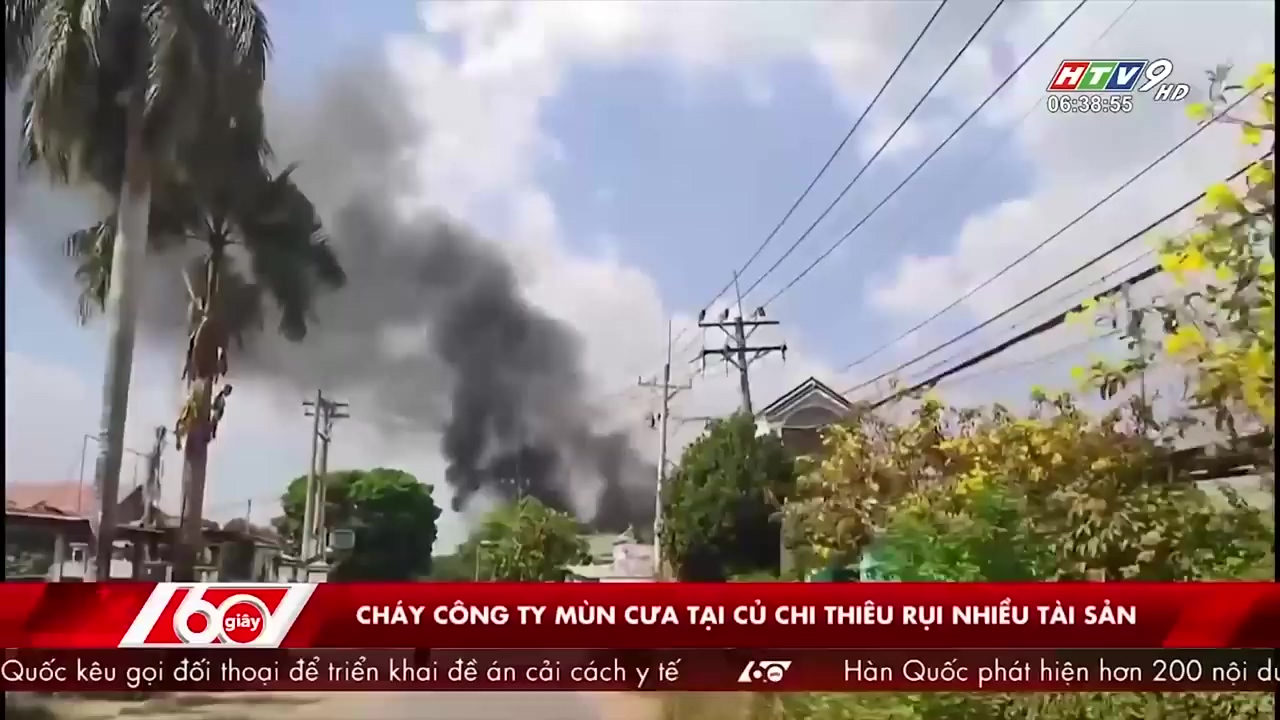 HTV9 HD
06:38:55
60 giây
CHÁY CÔNG TY MÙN CƯA TẠI CỦ CHI THIÊU RỤI NHIỀU TÀI SẢN
Quốc kêu gọi đối thoại để triển khai đề án cải cách y tế
60 giây
Hàn Quốc phát hiện hơn 200 nội du